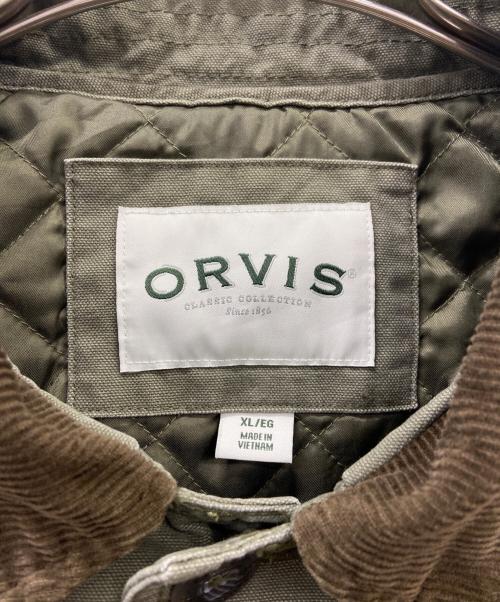 ORVIS®
CLASSIC COLLECTION
Since 1856
XL/EG
MADE IN
VIETNAM